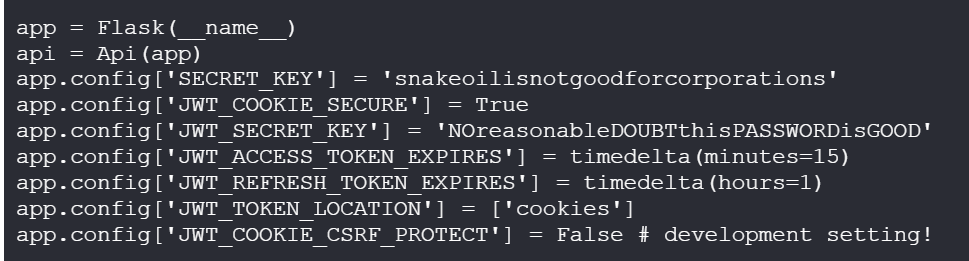 app = Flask(__name__)
api = Api(app)
app.config['SECRET_KEY'] = 'snakeoilisnotgoodforcorporations'
app.config['JWT_COOKIE_SECURE'] = True
app.config['JWT_SECRET_KEY'] = 'NOreasonableDOUBTthisPASSWORDisGOOD'
app.config['JWT_ACCESS_TOKEN_EXPIRES'] = timedelta(minutes=15)
app.config['JWT_REFRESH_TOKEN_EXPIRES'] = timedelta(hours=1)
app.config['JWT_TOKEN_LOCATION'] = ['cookies']
app.config['JWT_COOKIE_CSRF_PROTECT'] = False # development setting!